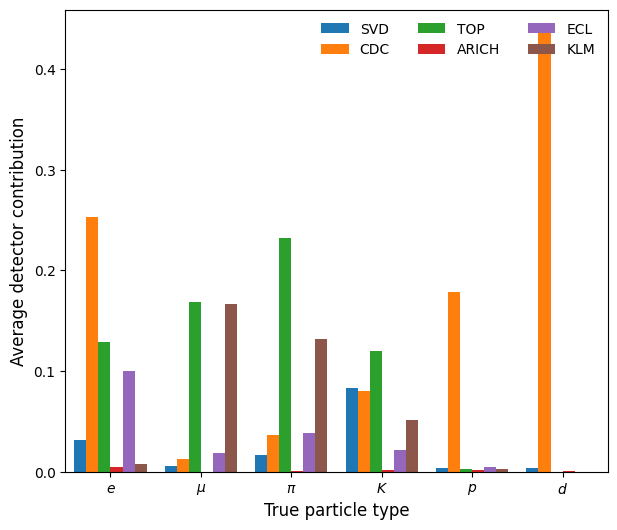 Average detector contribution
0.4
0.3
0.2
0.1
0.0
SVD TOP ECL
CDC ARICH KLM
e μ π K p d
True particle type